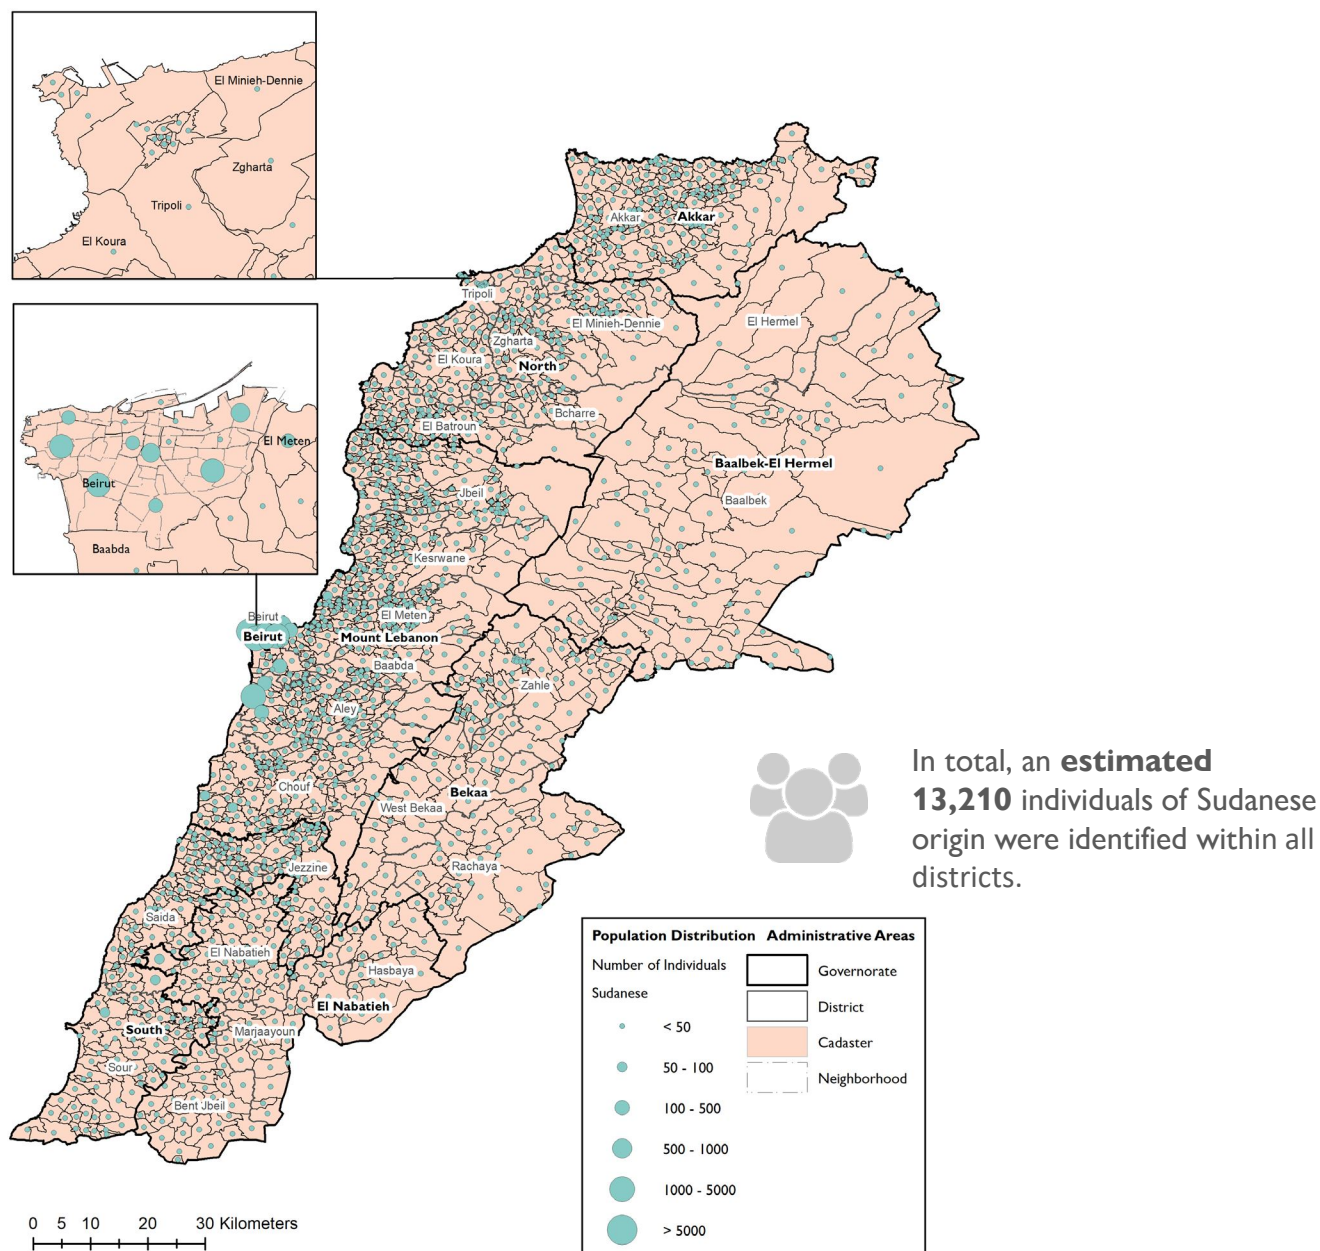 El Minieh-Dennie
Zgharta
Tripoli
El Koura
El Meten
Beirut
Baabda
Akkar
Akkar
Tripoli
El Hermel
El Minieh-Dennie
Zgharta
El Koura
North
Bcharre
El Batroun
Baalbek-El Hermel
Baalbek
Jbeil
Kesrwane
Beirut
El Meten
Beirut
Mount Lebanon
Baabda
Zahle
Aley
Chouf
Bekaa
West Bekaa
Jezzine
Rachaya
Saida
El Nabatieh
Hasbaya
El Nabatieh
South
Marjaayoun
Sour
Bent Jbeil
In total, an estimated
13,210 individuals of Sudanese
origin were identified within all
districts.
Population Distribution Administrative Areas
Number of Individuals
Governorate
Sudanese
District
< 50
Cadaster
50 - 100
Neighborhood
100 - 500
500 - 1000
1000 - 5000
> 5000
0 5 10 20 30 Kilometers